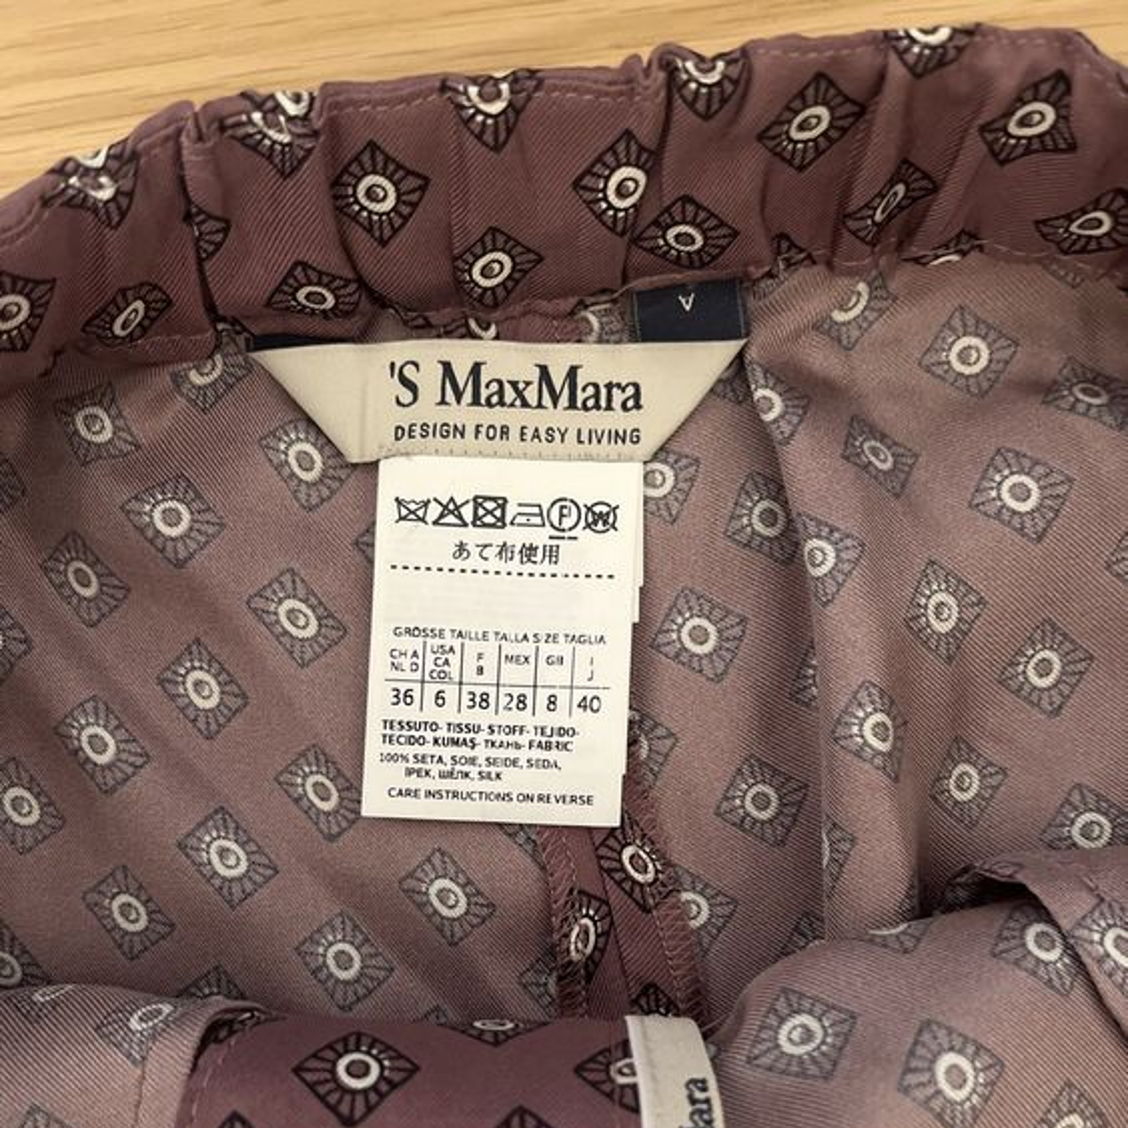 V
'S MaxMara
DESIGN FOR EASY LIVING
F W
あて布使用
GRÖSSE TAILLE TALLA SIZE TAGLIA
CH A NL D USA CA COL F B MEX GB I J
36 6 38 28 8 40
TESSUTO- TISSU- STOFF- TEJIDO-
TECIDO- KUMAŞ- ТКАНЬ- FABRIC
100% SETA, SOIE, SEIDE, SEDA,
IPEK, ШЁЛК, SILK
CARE INSTRUCTIONS ON REVERSE
ara